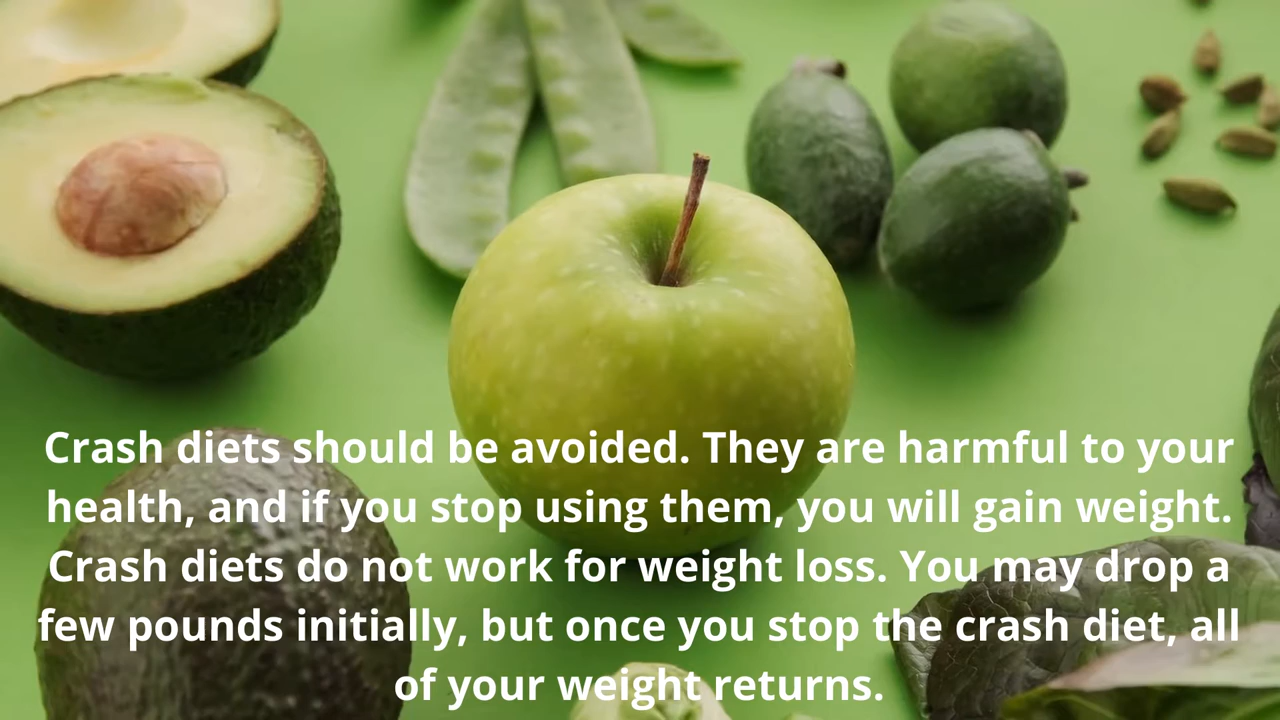 Crash diets should be avoided. They are harmful to your
health, and if you stop using them, you will gain weight.
Crash diets do not work for weight loss. You may drop a
few pounds initially, but once you stop the crash diet, all
of your weight returns.